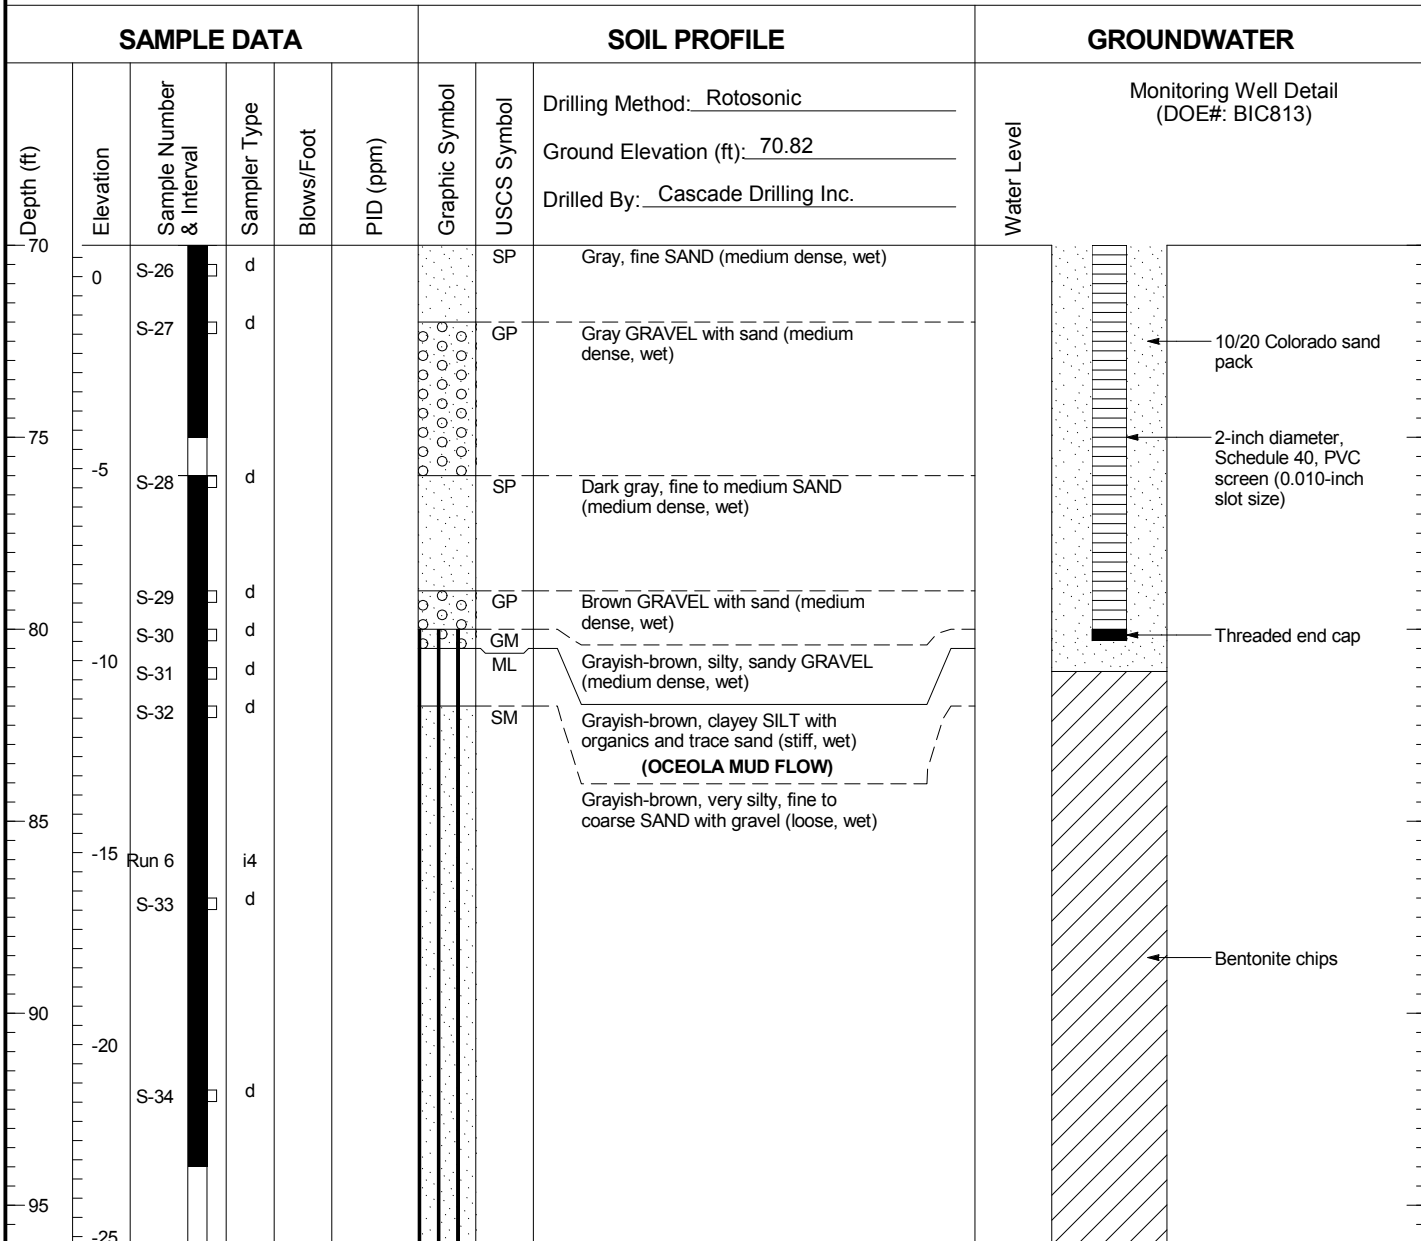 SAMPLE DATA
SOIL PROFILE
GROUNDWATER
Depth (ft)
Elevation
Sample Number
& Interval
Sampler Type
Blows/Foot
PID (ppm)
Graphic Symbol
USCS Symbol
Drilling Method: Rotosonic
Ground Elevation (ft): 70.82
Drilled By: Cascade Drilling Inc.
Water Level
Monitoring Well Detail
(DOE#: BIC813)
70
0
S-26
d
SP
Gray, fine SAND (medium dense, wet)
S-27
d
GP
Gray GRAVEL with sand (medium
dense, wet)
10/20 Colorado sand
pack
75
-5
S-28
d
SP
Dark gray, fine to medium SAND
(medium dense, wet)
2-inch diameter,
Schedule 40, PVC
screen (0.010-inch
slot size)
S-29
d
GP
Brown GRAVEL with sand (medium
dense, wet)
80
S-30
d
GM
Threaded end cap
-10
S-31
d
ML
Grayish-brown, silty, sandy GRAVEL
(medium dense, wet)
S-32
d
SM
Grayish-brown, clayey SILT with
organics and trace sand (stiff, wet)
(OCEOLA MUD FLOW)
Grayish-brown, very silty, fine to
coarse SAND with gravel (loose, wet)
85
-15
Run 6
i4
S-33
d
Bentonite chips
90
-20
S-34
d
95
-25